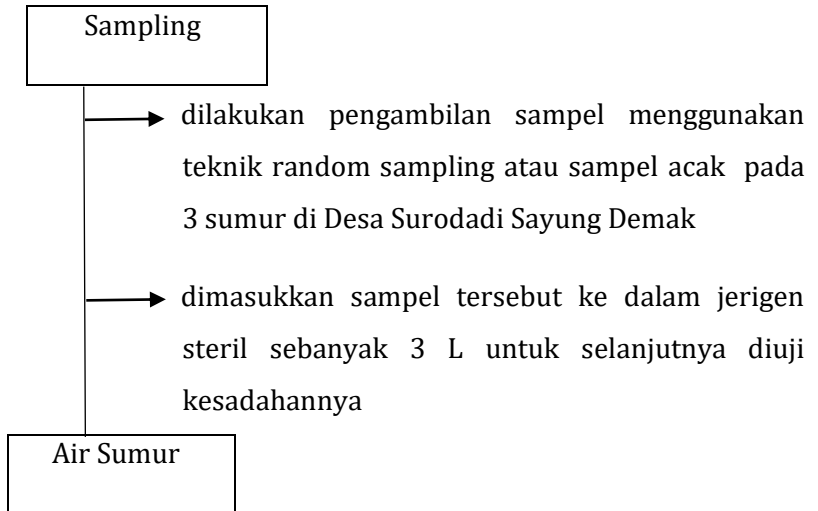 Sampling
dilakukan pengambilan sampel menggunakan
teknik random sampling atau sampel acak pada
3 sumur di Desa Surodadi Sayung Demak
dimasukkan sampel tersebut ke dalam jerigen
steril sebanyak 3 L untuk selanjutnya diuji
kesadahannya
Air Sumur